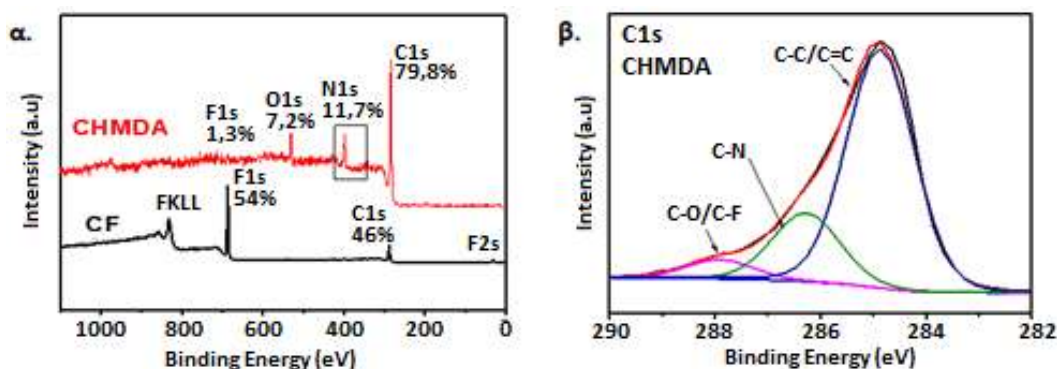 α.
C1s
79,8%
N1s
11,7%
O1s
7,2%
F1s
1,3%
CHMDA
F1s
54%
FKLL
CF
C1s
46%
F2s
Intensity (a.u)
1000
800
600
400
200
0
Binding Energy (eV)
β.
C1s
CHMDA
C-C/C=C
C-N
C-O/C-F
Intensity (a.u)
290
288
286
284
282
Binding Energy (eV)